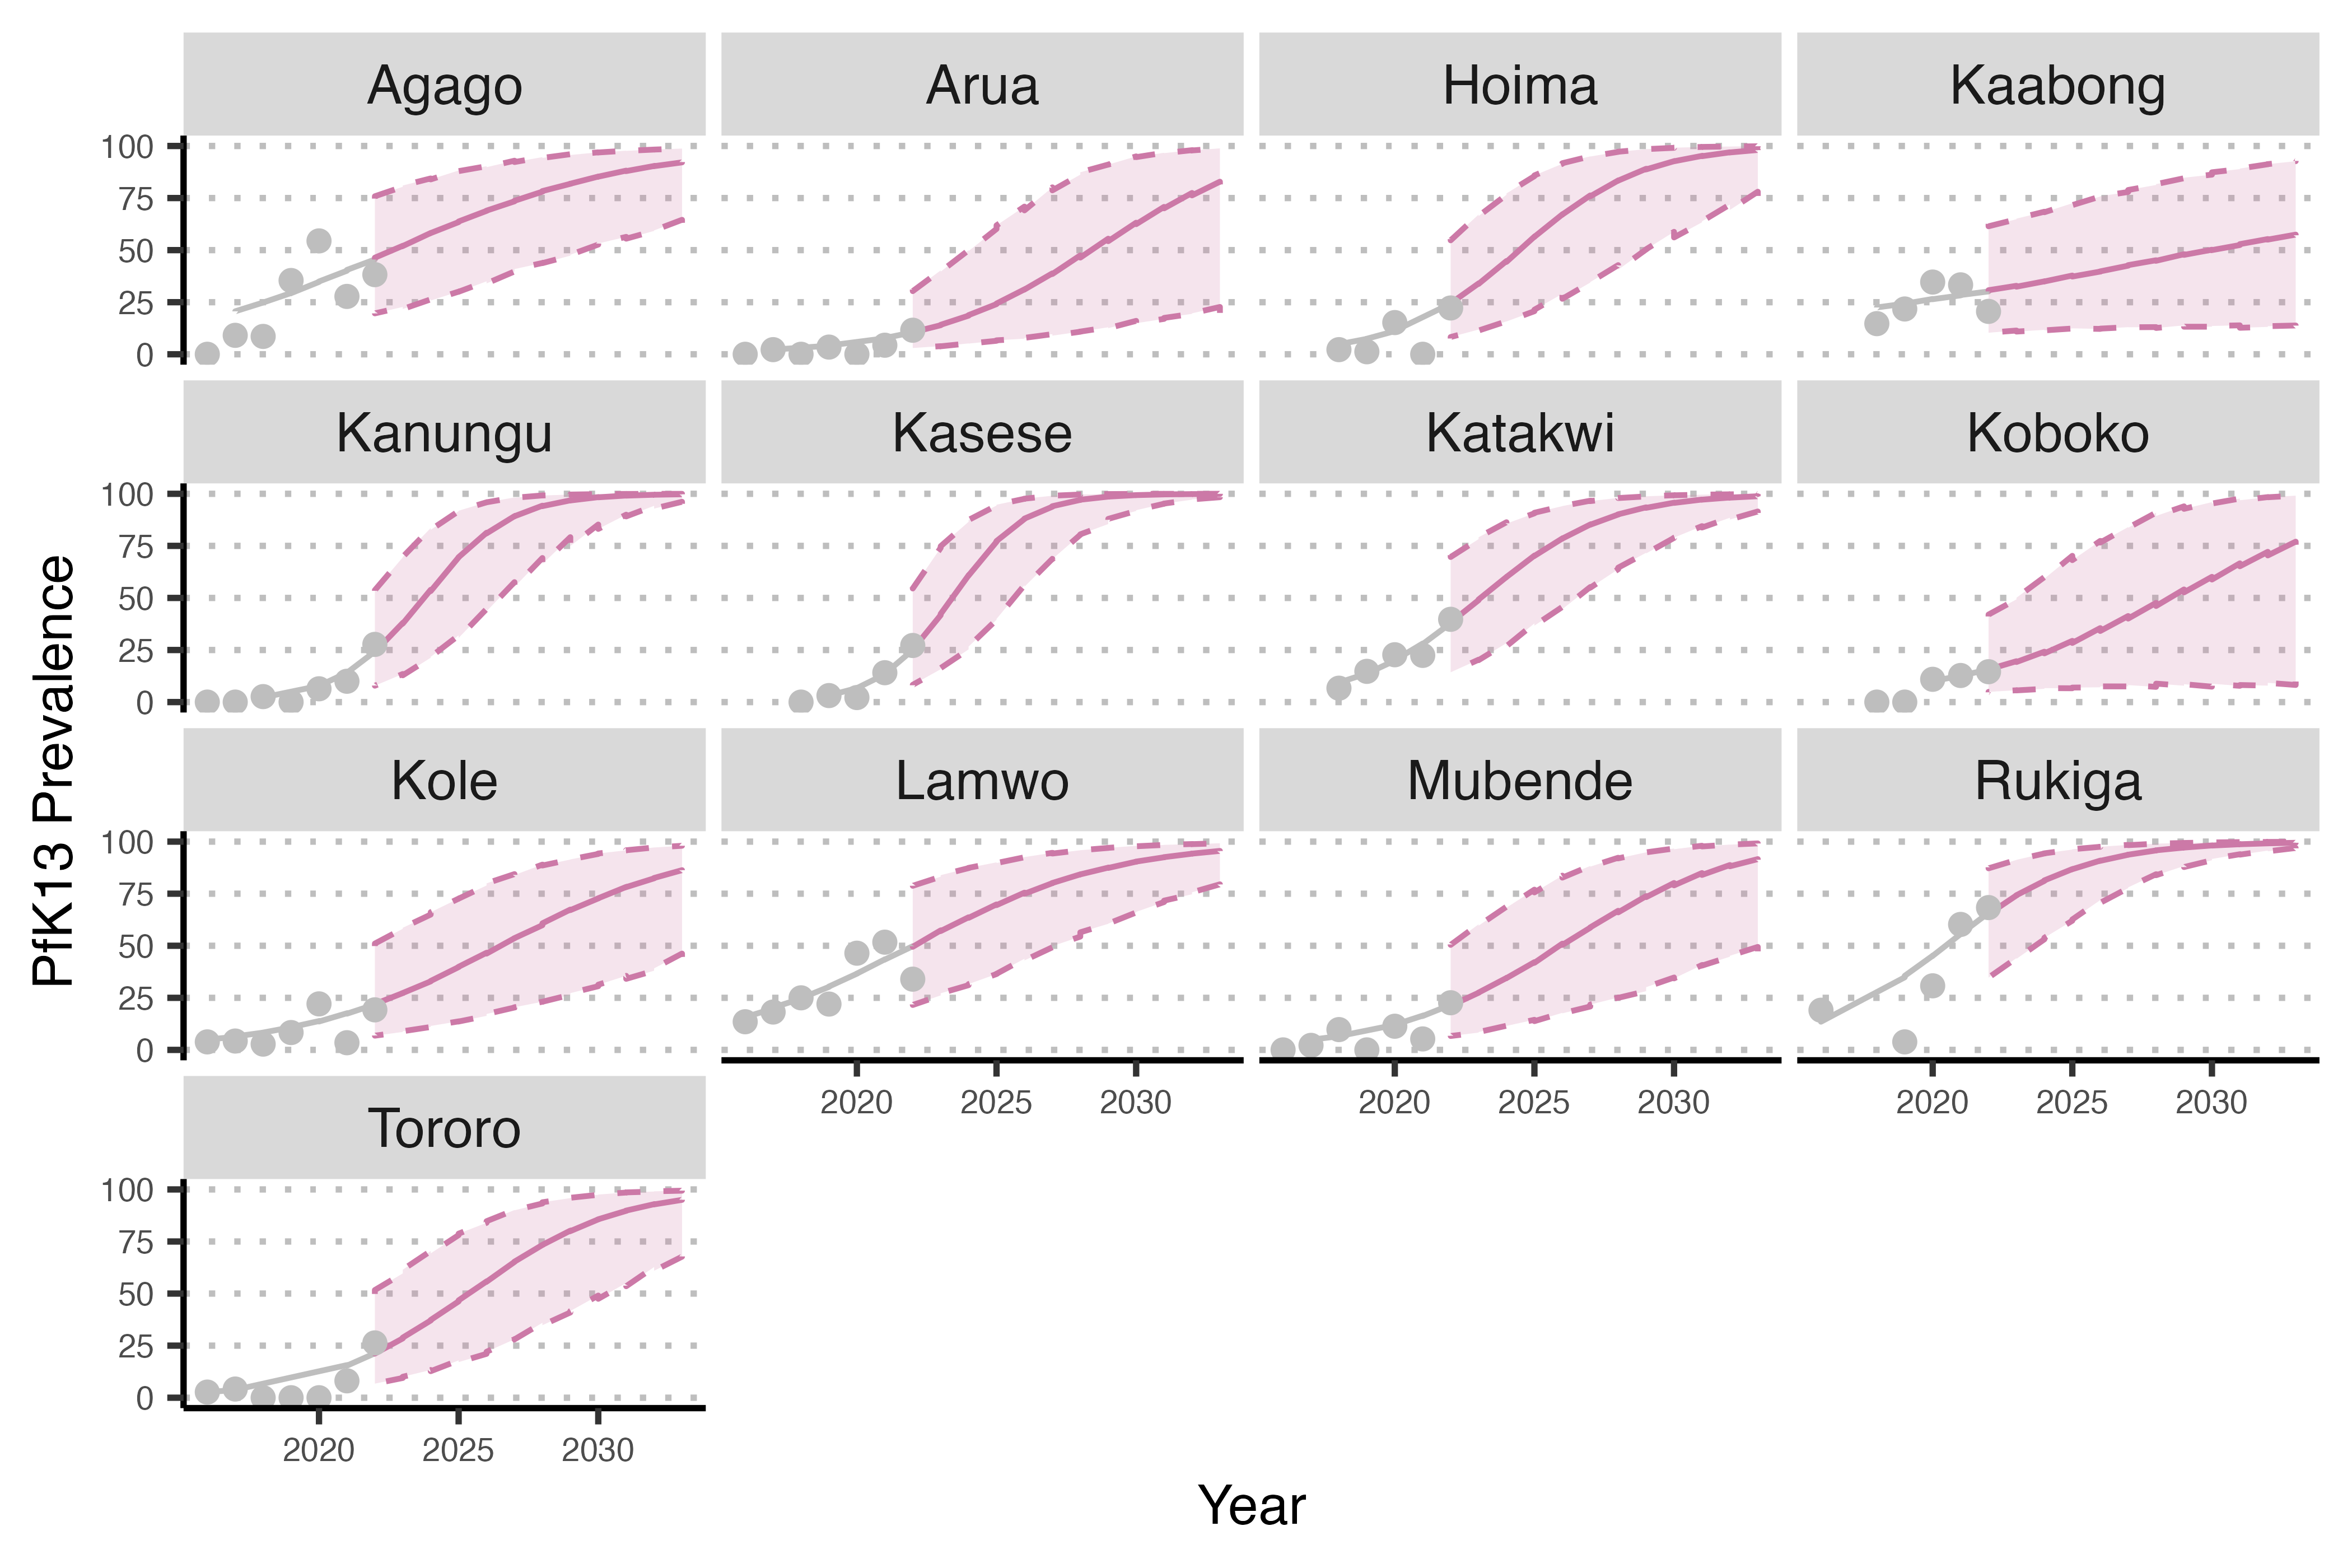 Agago Arua Hoima Kaabong
100
75
50
25
0
Kanungu Kasese Katakwi Koboko
100
75
50
25
0
PfK13 Prevalence
Kole Lamwo Mubende Rukiga
100
75
50
25
0
2020 2025 2030 2020 2025 2030 2020 2025 2030
Tororo
100
75
50
25
0
2020 2025 2030
Year